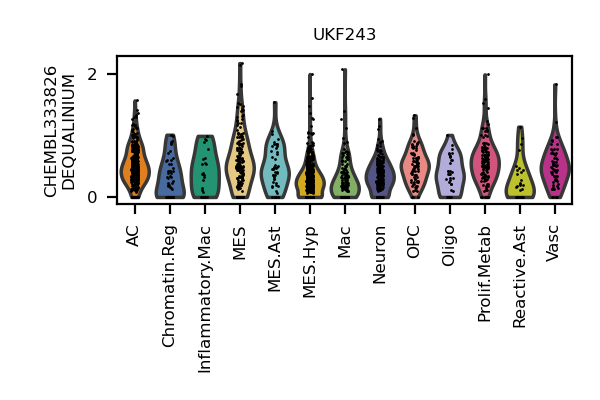 UKF243
CHEMBL333826
DEQUALINIUM
2
0
AC
Chromatin.Reg
Inflammatory.Mac
MES
MES.Ast
MES.Hyp
Mac
Neuron
OPC
Oligo
Prolif.Metab
Reactive.Ast
Vasc